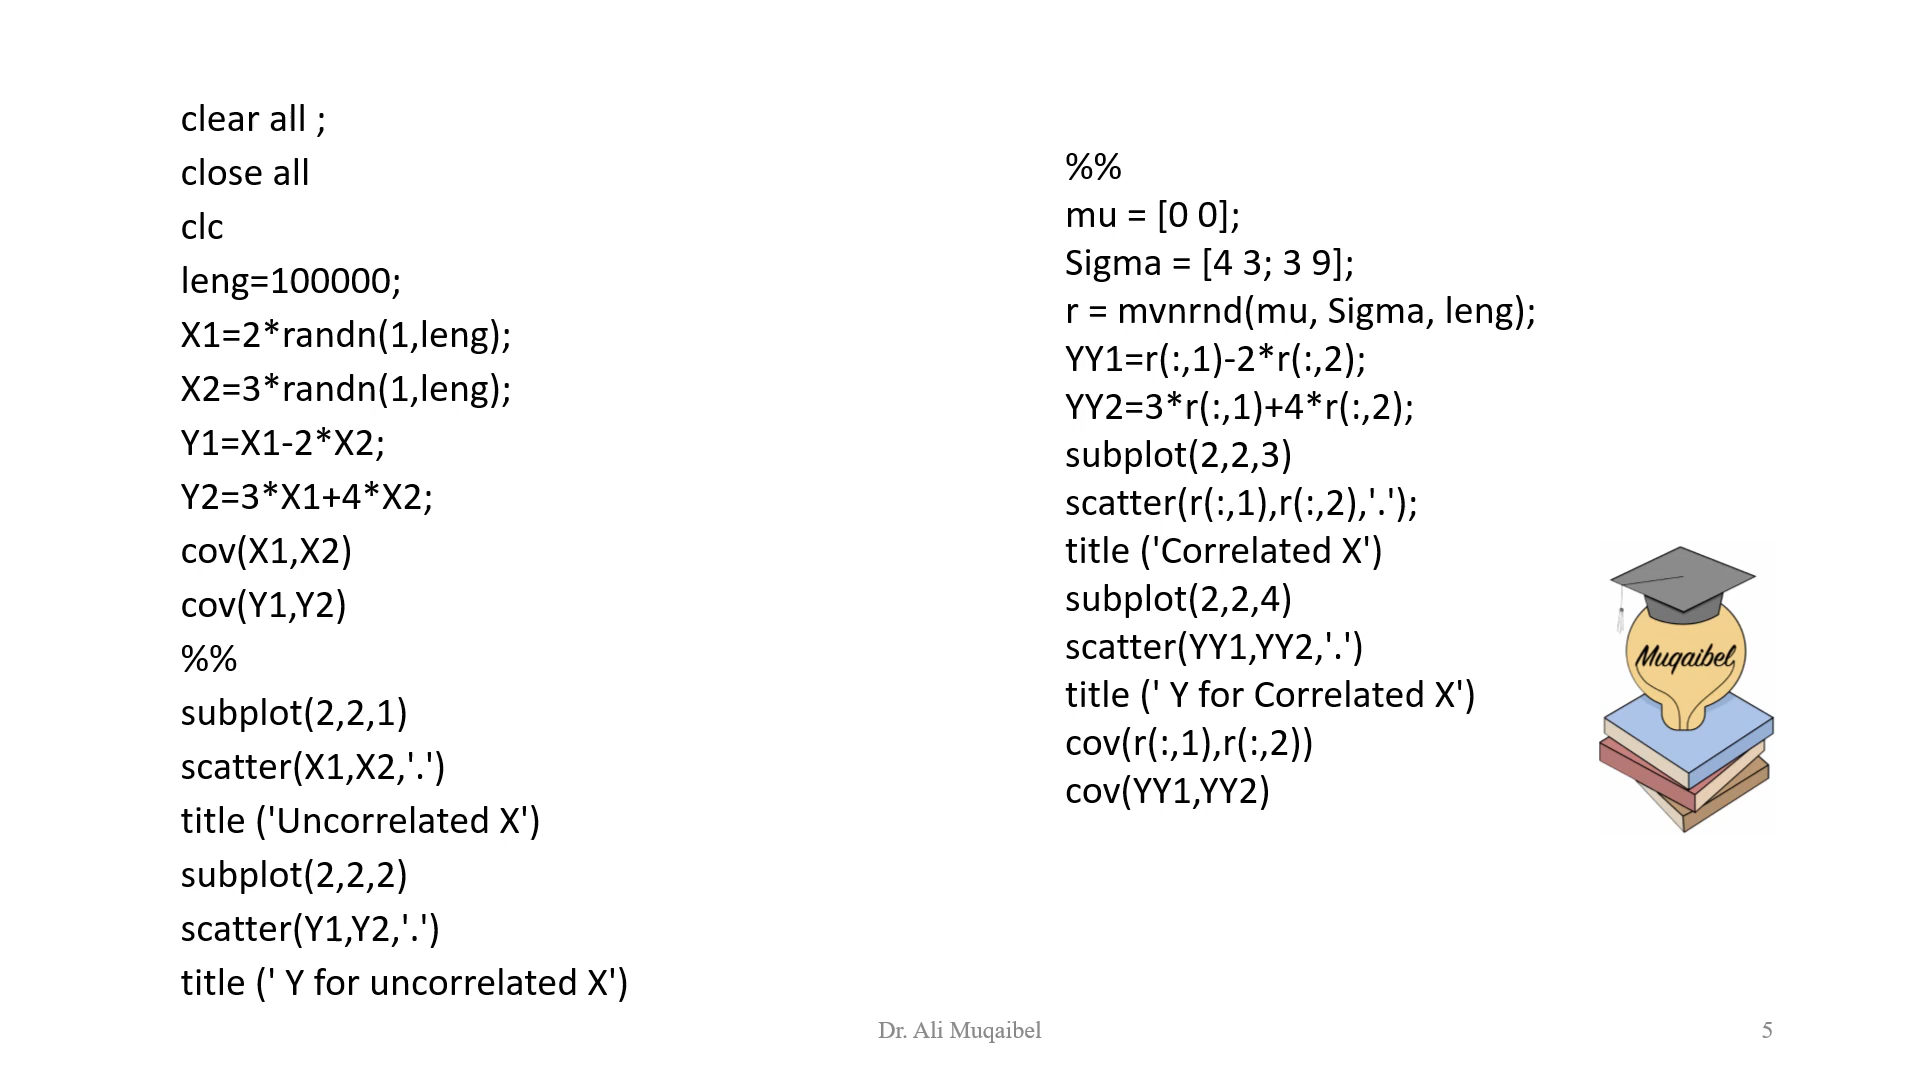 clear all ;
close all
clc
leng=100000;
X1=2*randn(1,leng);
X2=3*randn(1,leng);
Y1=X1-2*X2;
Y2=3*X1+4*X2;
cov(X1,X2)
cov(Y1,Y2)
%%
subplot(2,2,1)
scatter(X1,X2,'.')
title ('Uncorrelated X')
subplot(2,2,2)
scatter(Y1,Y2,'.')
title (' Y for uncorrelated X')
%%
mu = [0 0];
Sigma = [4 3; 3 9];
r = mvnrnd(mu, Sigma, leng);
YY1=r(:,1)-2*r(:,2);
YY2=3*r(:,1)+4*r(:,2);
subplot(2,2,3)
scatter(r(:,1),r(:,2),'.');
title ('Correlated X')
subplot(2,2,4)
scatter(YY1,YY2,'.')
title (' Y for Correlated X')
cov(r(:,1),r(:,2))
cov(YY1,YY2)
Muqaibel
Dr. Ali Muqaibel
5